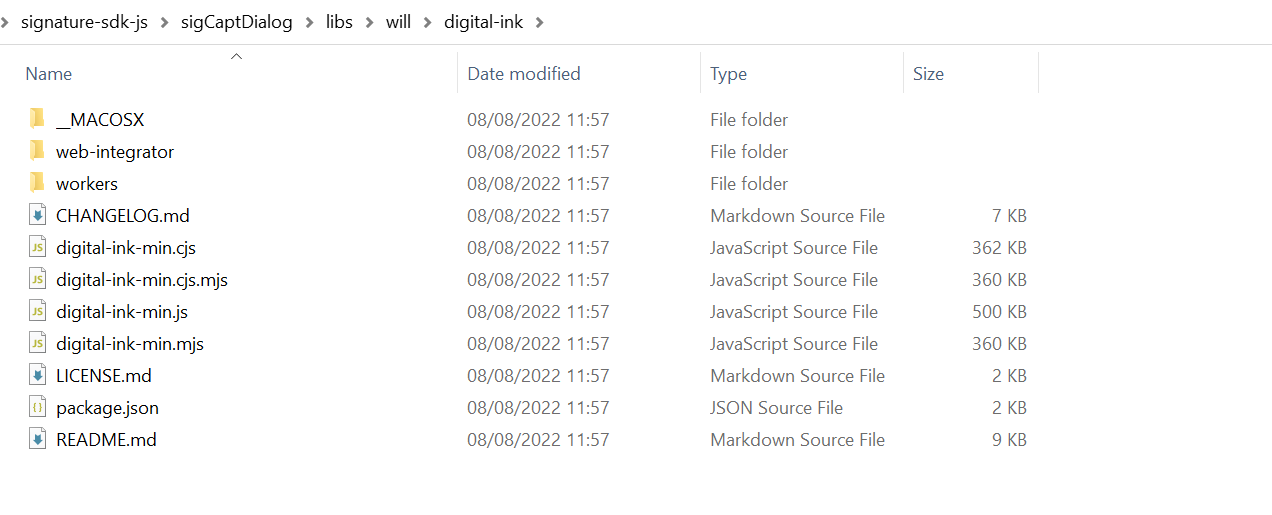 signature-sdk-js > sigCaptDialog > libs > will > digital-ink >
Name Date modified Type Size
__MACOSX 08/08/2022 11:57 File folder
web-integrator 08/08/2022 11:57 File folder
workers 08/08/2022 11:57 File folder
CHANGELOG.md 08/08/2022 11:57 Markdown Source File 7 KB
JS digital-ink-min.cjs 08/08/2022 11:57 JavaScript Source File 362 KB
JS digital-ink-min.cjs.mjs 08/08/2022 11:57 JavaScript Source File 360 KB
JS digital-ink-min.js 08/08/2022 11:57 JavaScript Source File 500 KB
JS digital-ink-min.mjs 08/08/2022 11:57 JavaScript Source File 360 KB
LICENSE.md 08/08/2022 11:57 Markdown Source File 2 KB
package.json 08/08/2022 11:57 JSON Source File 2 KB
README.md 08/08/2022 11:57 Markdown Source File 9 KB